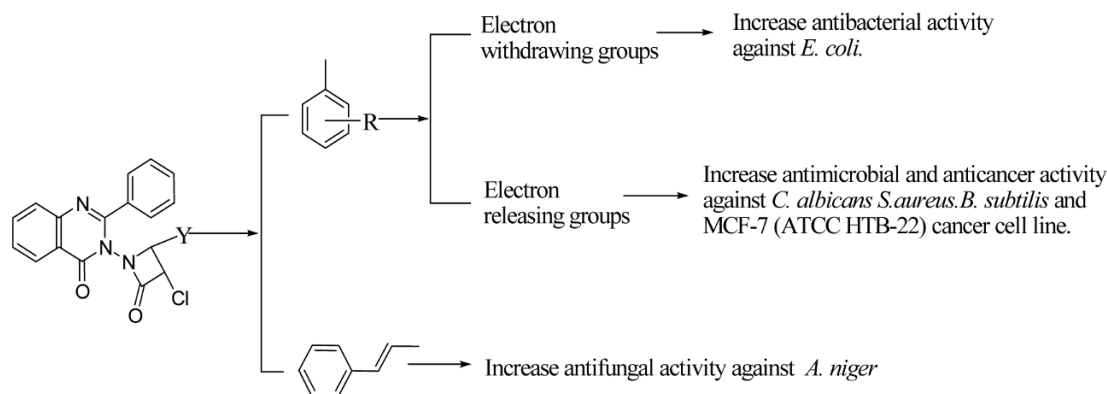 Electron
withdrawing groups
Increase antibacterial activity
against E. coli.
R
N
N
N
Y
O
O
Cl
Electron
releasing groups
Increase antimicrobial and anticancer activity
against C. albicans S.aureus.B. subtilis and
MCF-7 (ATCC HTB-22) cancer cell line.
Increase antifungal activity against A. niger